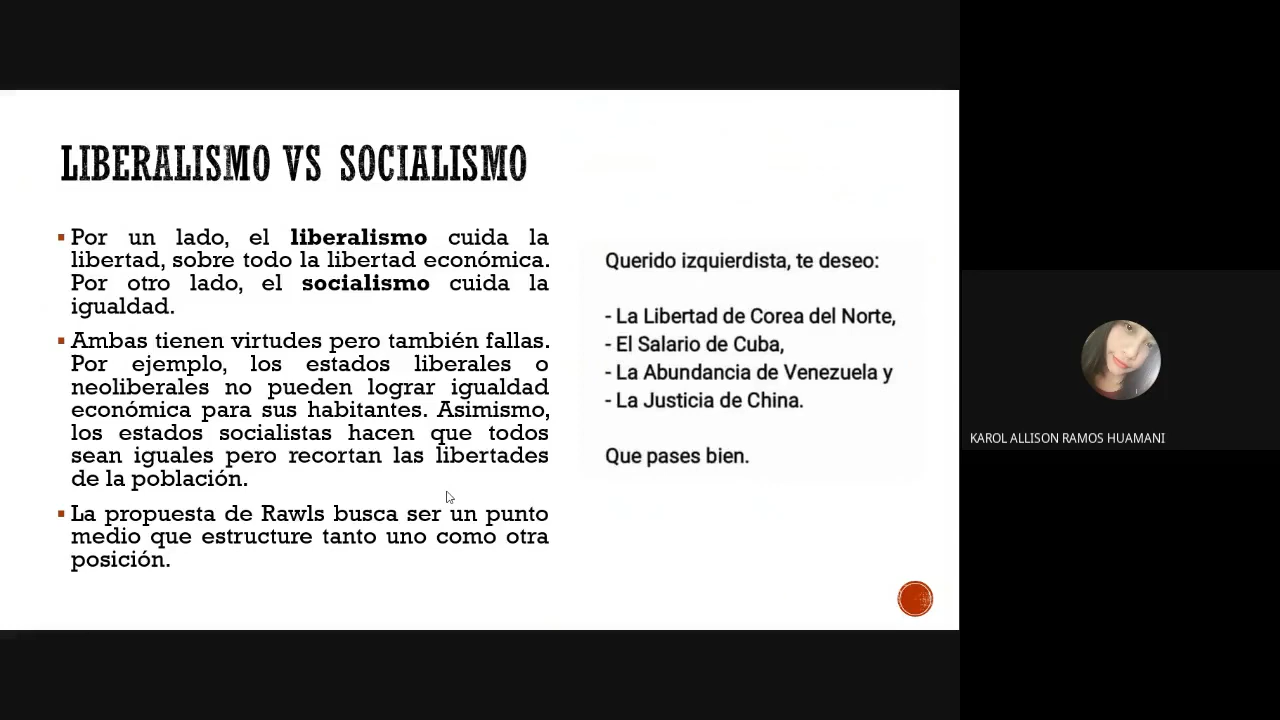 LIBERALISMO VS SOCIALISMO
▪ Por un lado, el liberalismo cuida la
libertad, sobre todo la libertad económica.
Por otro lado, el socialismo cuida la
igualdad.
▪ Ambas tienen virtudes pero también fallas.
Por ejemplo, los estados liberales o
neoliberales no pueden lograr igualdad
económica para sus habitantes. Asimismo,
los estados socialistas hacen que todos
sean iguales pero recortan las libertades
de la población.
▪ La propuesta de Rawls busca ser un punto
medio que estructure tanto uno como otra
posición.
Querido izquierdista, te deseo:
- La Libertad de Corea del Norte,
- El Salario de Cuba,
- La Abundancia de Venezuela y
- La Justicia de China.
Que pases bien.
KAROL ALLISON RAMOS HUAMANI